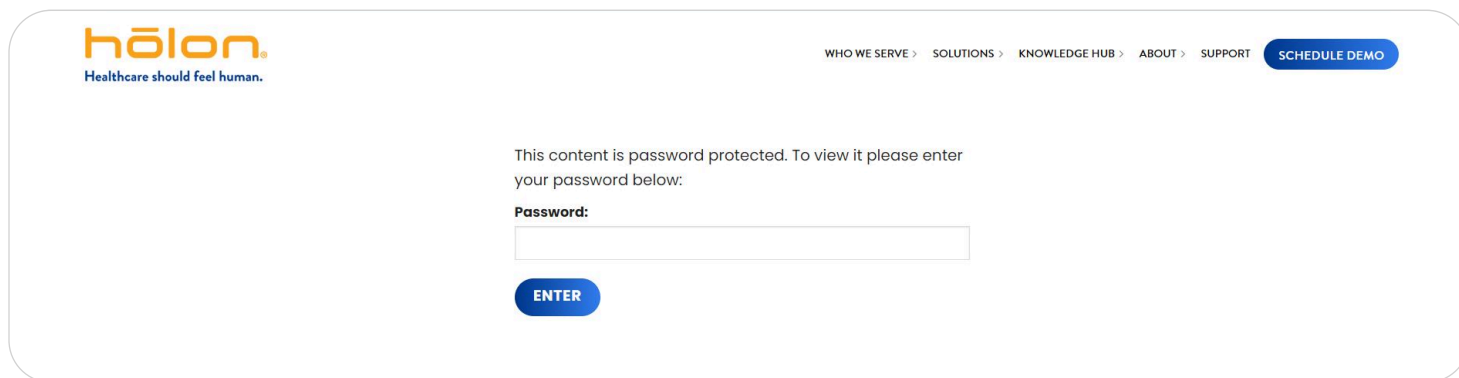 hōlon®
Healthcare should feel human.
WHO WE SERVE > SOLUTIONS > KNOWLEDGE HUB > ABOUT > SUPPORT SCHEDULE DEMO
This content is password protected. To view it please enter
your password below:
Password:
ENTER